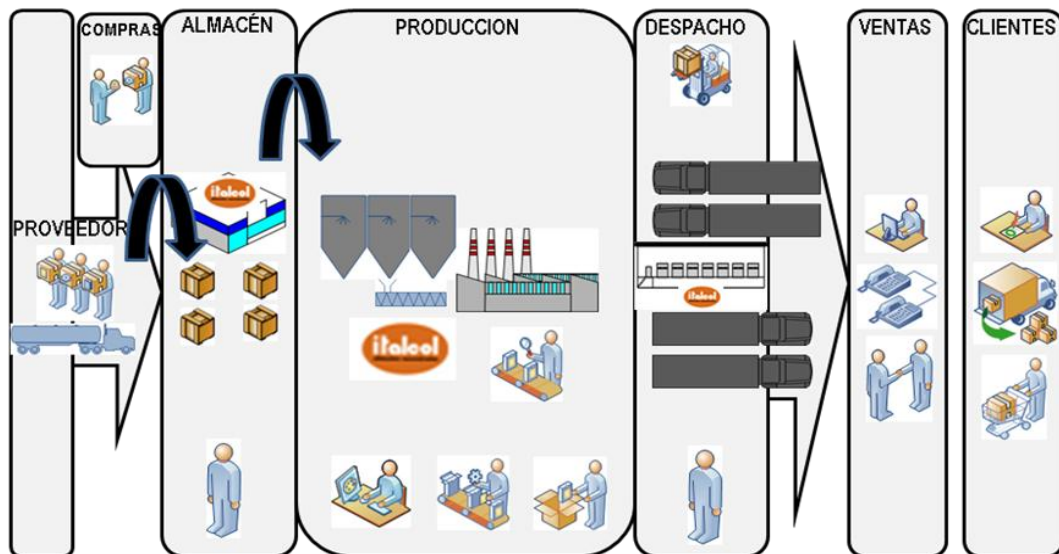 COMPRAS
ALMACÉN
PRODUCCION
DESPACHO
VENTAS
CLIENTES
italcol
PROVEEDOR
italcol
italcol